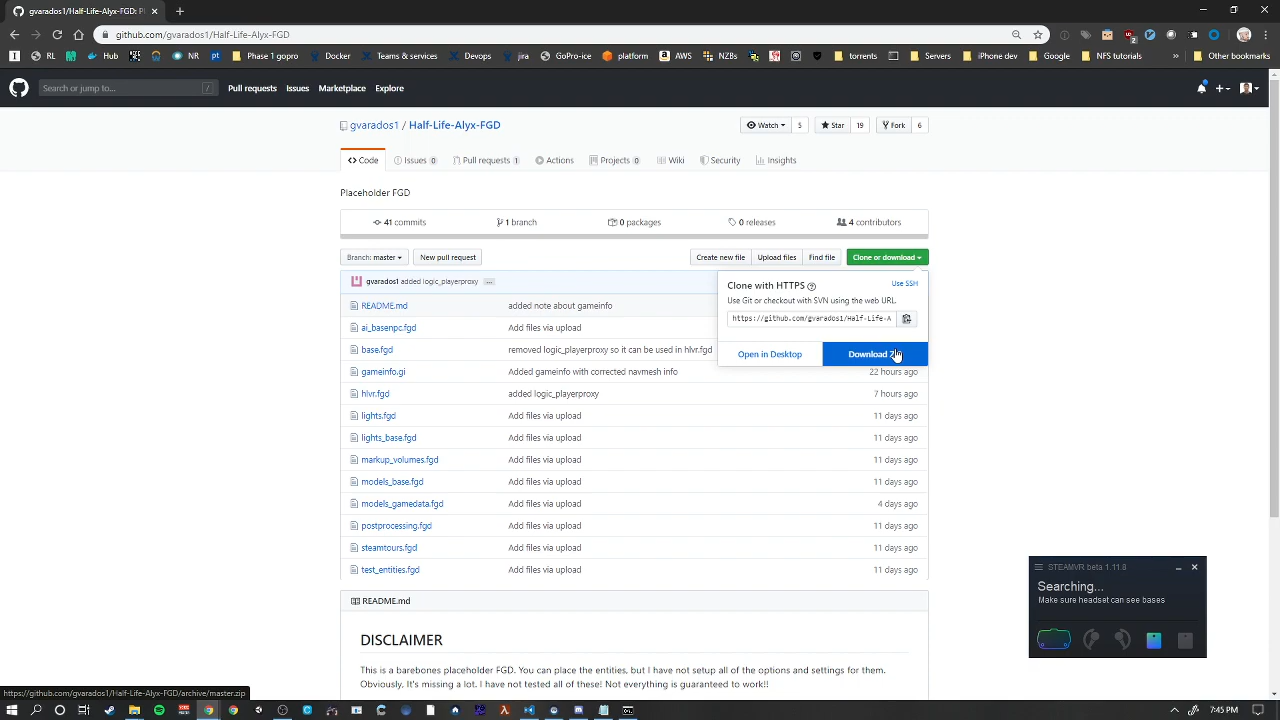 gvarados1/Half-Life-Alyx-FGD: Pl
github.com/gvarados1/Half-Life-Alyx-FGD
RL
Hub
NR
pt
Phase 1 gopro
Docker
Teams & services
Devops
jira
GoPro-ice
platform
AWS
NZBs
torrents
Servers
iPhone dev
Google
NFS tutorials
»
Other bookmarks
Search or jump to...
/
Pull requests
Issues
Marketplace
Explore
gvarados1 / Half-Life-Alyx-FGD
Watch
5
Star
19
Fork
6
Code
Issues 0
Pull requests 1
Actions
Projects 0
Wiki
Security
Insights
Placeholder FGD
41 commits
1 branch
0 packages
0 releases
4 contributors
Branch: master
New pull request
Create new file
Upload files
Find file
Clone or download
gvarados1 added logic_playerproxy ...
Clone with HTTPS
Use SSH
Use Git or checkout with SVN using the web URL.
https://github.com/gvarados1/Half-Life-A
Open in Desktop
Download
README.md
added note about gameinfo
ai_basenpc.fgd
Add files via upload
base.fgd
removed logic_playerproxy so it can be used in hlvr.fgd
gameinfo.gi
Added gameinfo with corrected navmesh info
22 hours ago
hlvr.fgd
added logic_playerproxy
7 hours ago
lights.fgd
Add files via upload
11 days ago
lights_base.fgd
Add files via upload
11 days ago
markup_volumes.fgd
Add files via upload
11 days ago
models_base.fgd
Add files via upload
11 days ago
models_gamedata.fgd
Add files via upload
4 days ago
postprocessing.fgd
Add files via upload
11 days ago
steamtours.fgd
Add files via upload
11 days ago
test_entities.fgd
Add files via upload
11 days ago
README.md
DISCLAIMER
This is a barebones placeholder FGD. You can place the entities, but I have not setup all of the options and settings for them.
Obviously. It's missing a lot. I have not tested all of these! Not everything is guaranteed to work!!
STEAMVR beta 1.11.8
Searching...
Make sure headset can see bases
https://github.com/gvarados1/Half-Life-Alyx-FGD/archive/master.zip
7:45 PM